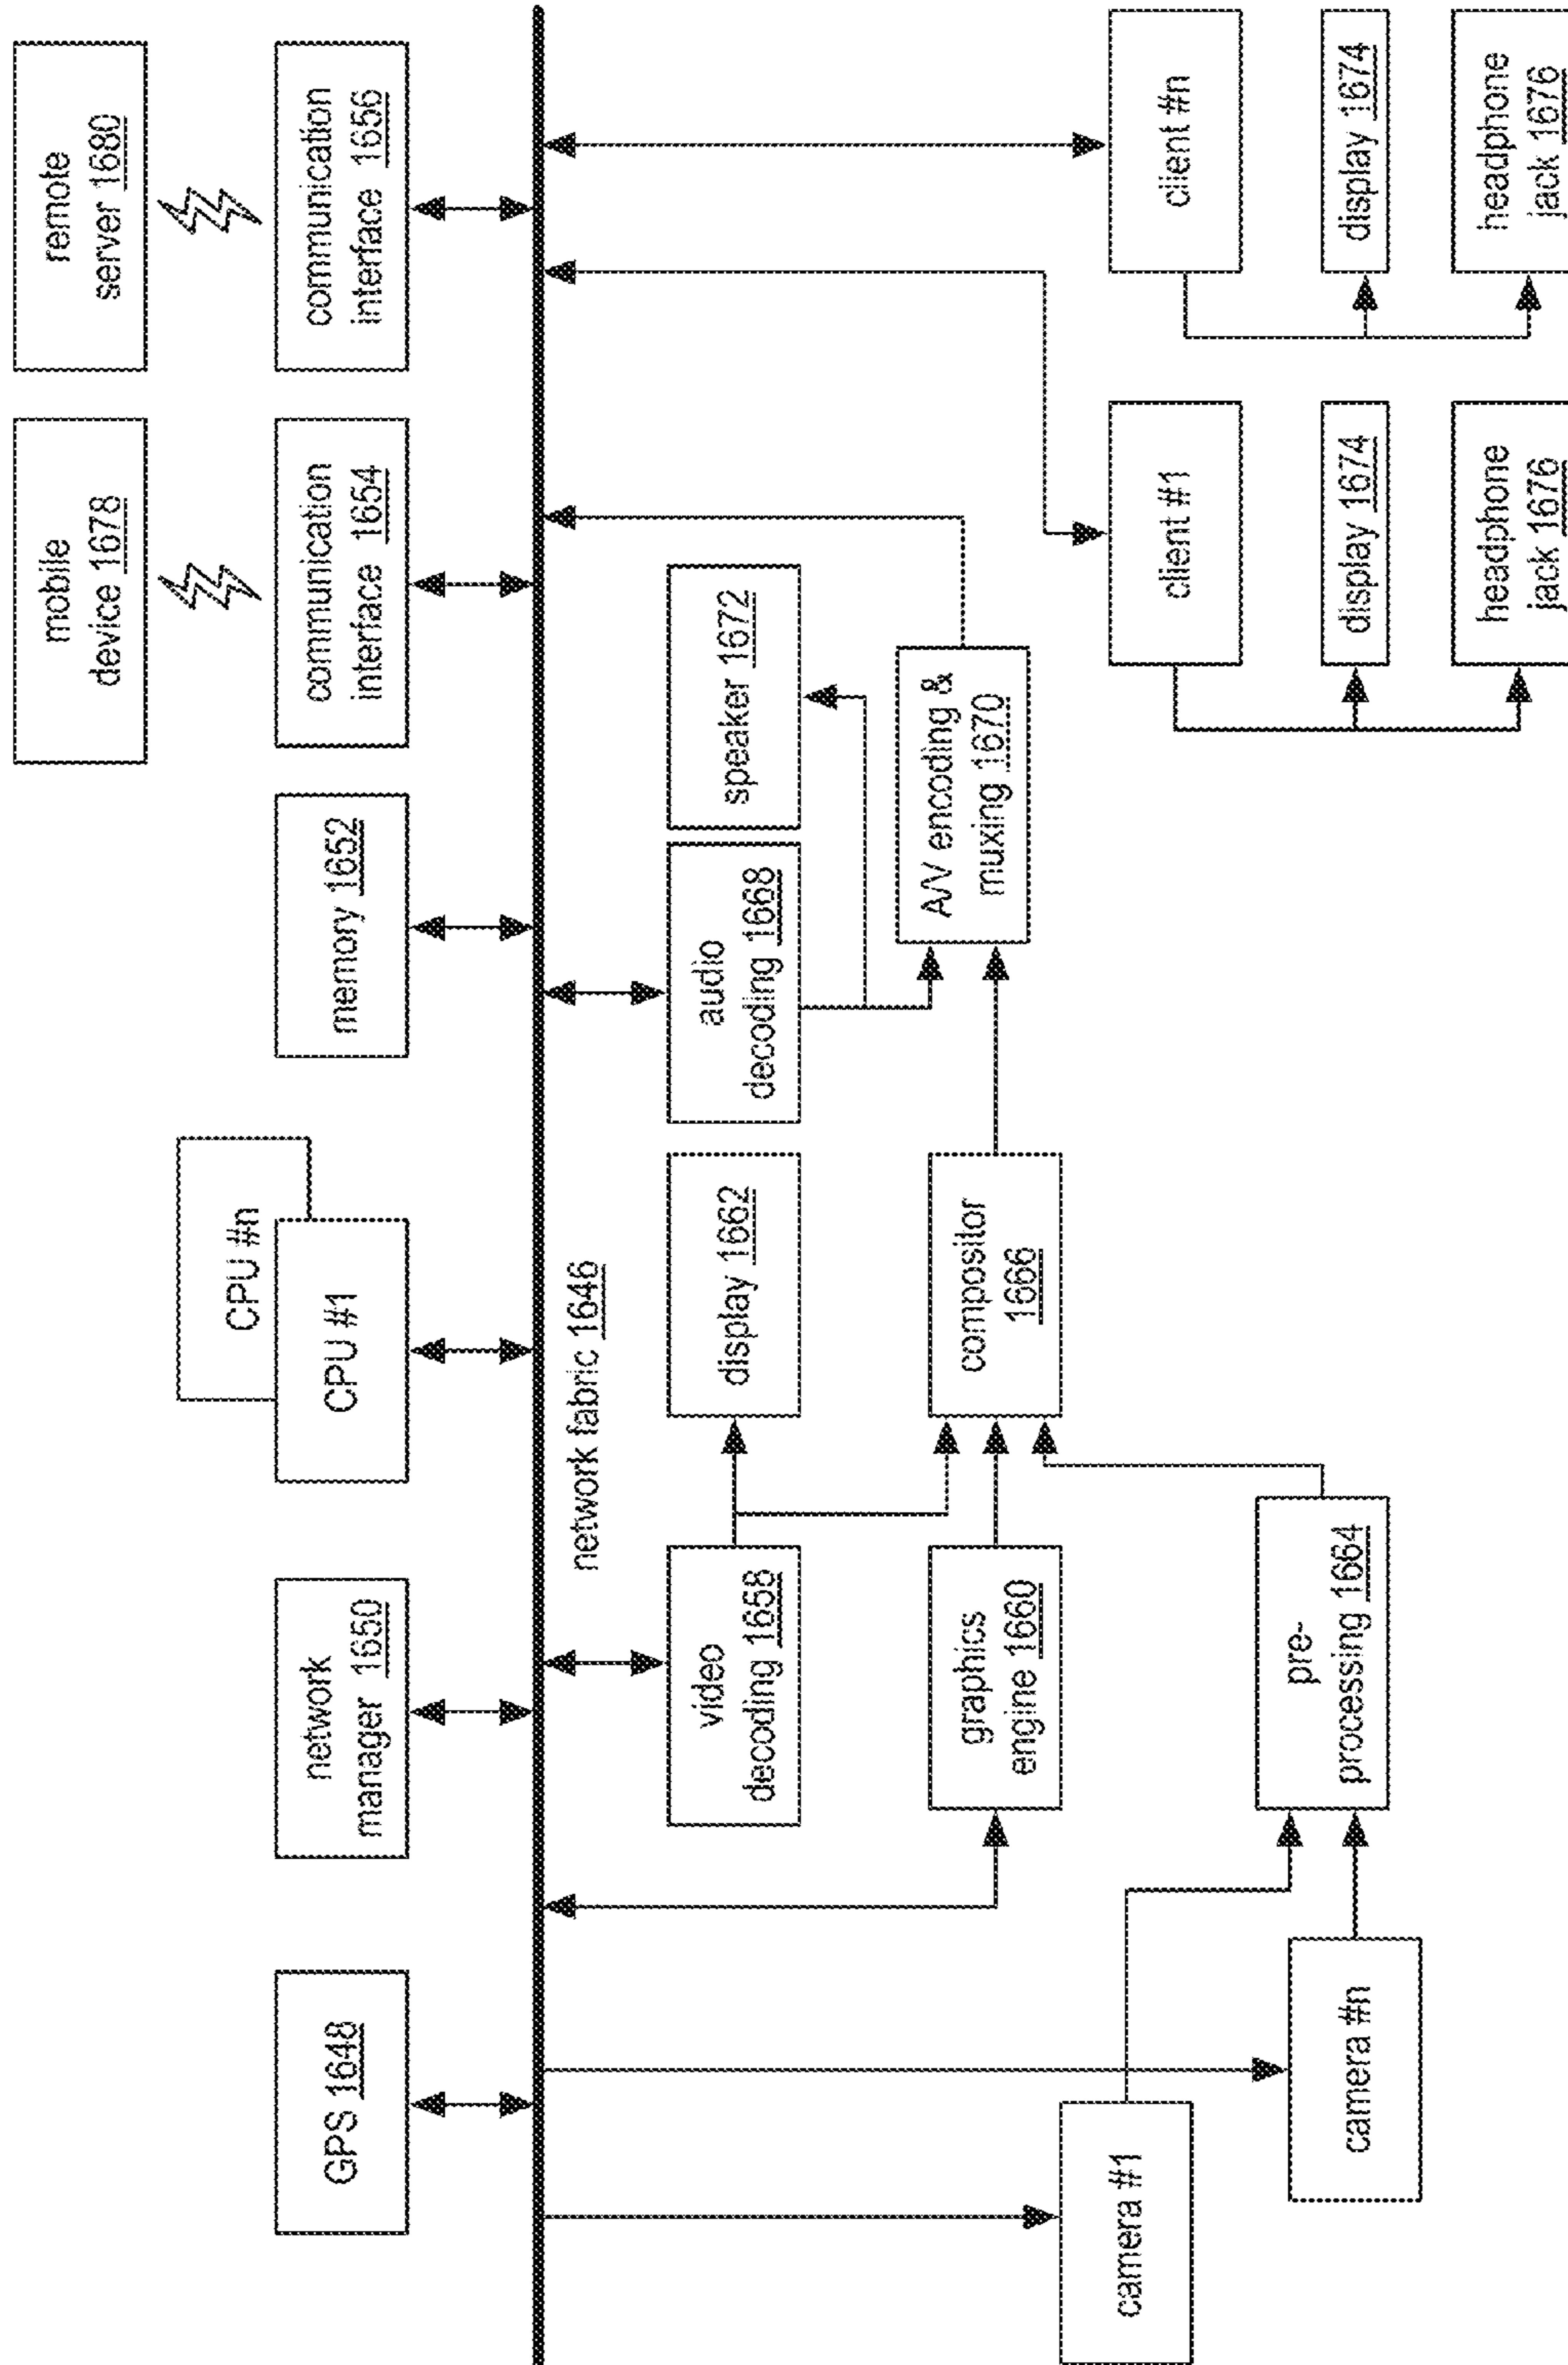 GPS 1648
network
manager 1650
CPU #n
CPU #1
memory 1652
mobile
device 1678
communication
interface 1654
remote
server 1680
communication
interface 1656
network fabric 1646
video
decoding 1658
display 1662
audio
decoding 1668
speaker 1672
graphics
engine 1660
compositor
1666
A/V encoding &
muxing 1670
camera #1
camera #n
pre-
processing 1664
client #1
display 1674
headphone
jack 1676
client #n
display 1674
headphone
jack 1676